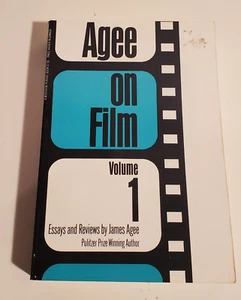 Agee
on
Film
Volume
1
Essays and Reviews by James Agee
Pulitzer Prize Winning Author